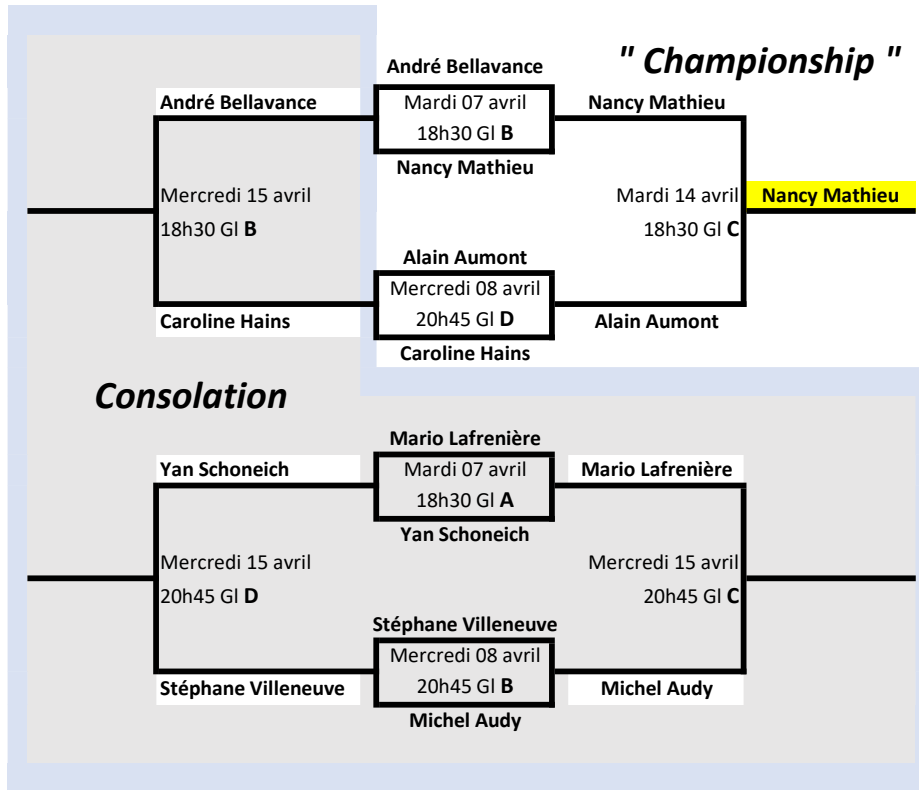 " Championship "
André Bellavance
André Bellavance
Mardi 07 avril
Nancy Mathieu
18h30 Gl B
Nancy Mathieu
Mercredi 15 avril
Mardi 14 avril
Nancy Mathieu
18h30 Gl B
18h30 Gl C
Alain Aumont
Mercredi 08 avril
Caroline Hains
20h45 Gl D
Alain Aumont
Caroline Hains
Consolation
Mario Lafrenière
Yan Schoneich
Mardi 07 avril
Mario Lafrenière
18h30 Gl A
Yan Schoneich
Mercredi 15 avril
Mercredi 15 avril
20h45 Gl D
20h45 Gl C
Stéphane Villeneuve
Mercredi 08 avril
Stéphane Villeneuve
20h45 Gl B
Michel Audy
Michel Audy